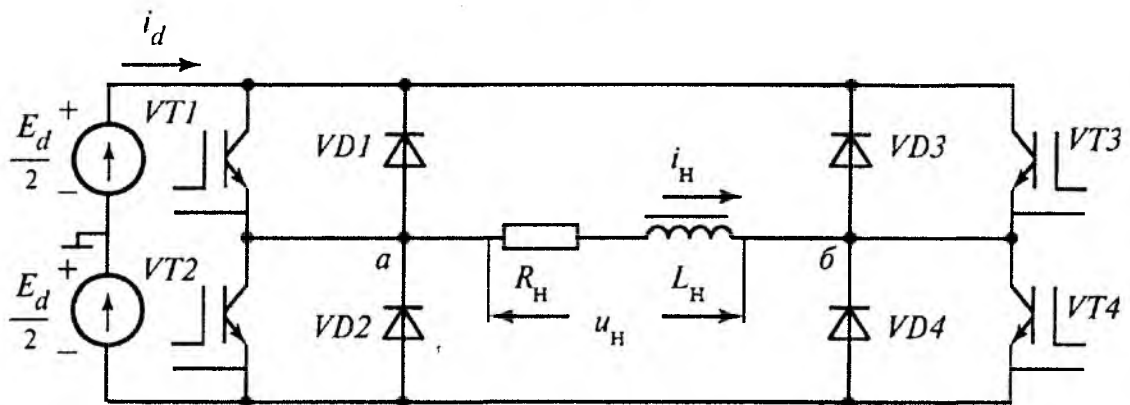 i_d
+
VT1
E_d
2
−
VD1
VD3
VT3
i_н
а
б
+
VT2
E_d
2
−
VD2
R_н
L_н
u_н
VD4
VT4